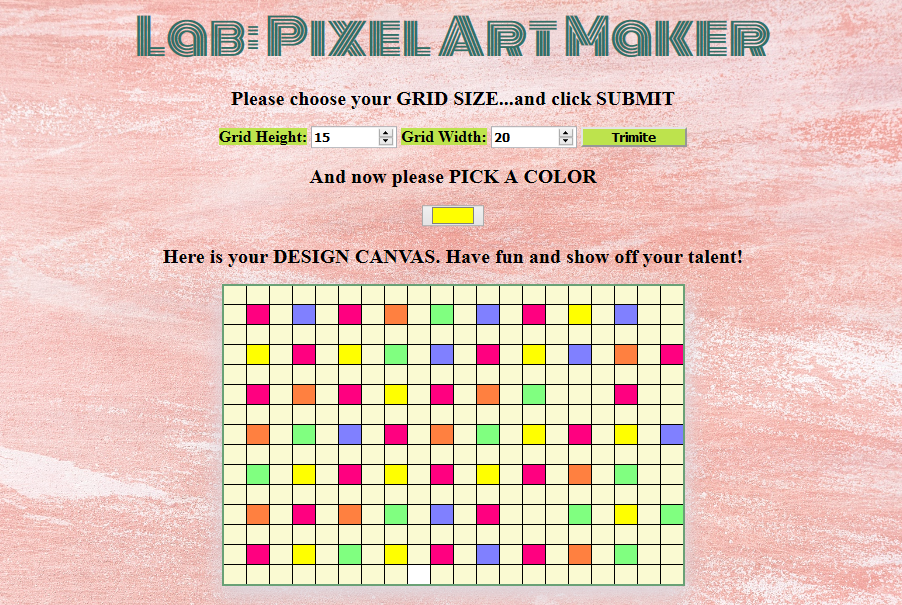 Lab: Pixel Art Maker
Please choose your GRID SIZE...and click SUBMIT
Grid Height: 15 Grid Width: 20 Trimite
And now please PICK A COLOR
Here is your DESIGN CANVAS. Have fun and show off your talent!